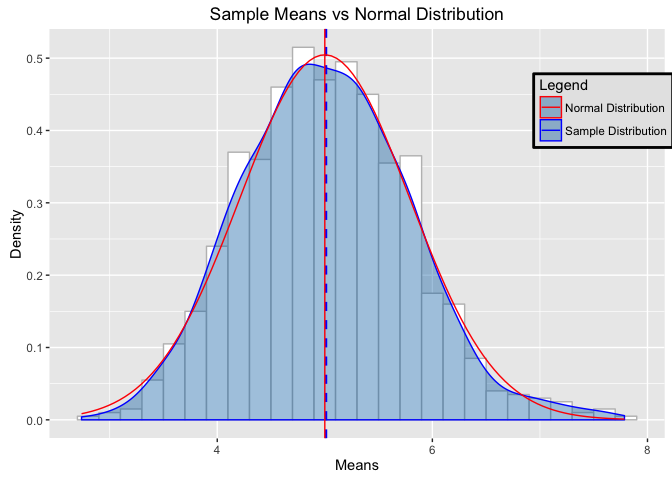 Sample Means vs Normal Distribution
0.5
0.4
0.3
0.2
0.1
0.0
Density
4
6
8
Means
Legend
Normal Distribution
Sample Distribution